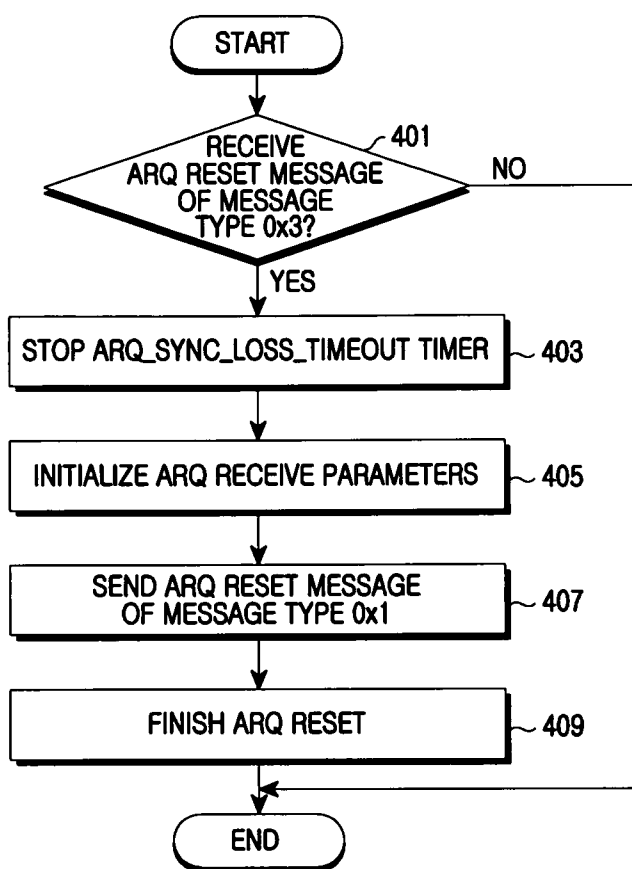 START
401
RECEIVE
ARQ RESET MESSAGE
OF MESSAGE
TYPE 0x3?
NO
YES
STOP ARQ_SYNC_LOSS_TIMEOUT TIMER
403
INITIALIZE ARQ RECEIVE PARAMETERS
405
SEND ARQ RESET MESSAGE
OF MESSAGE TYPE 0x1
407
FINISH ARQ RESET
409
END